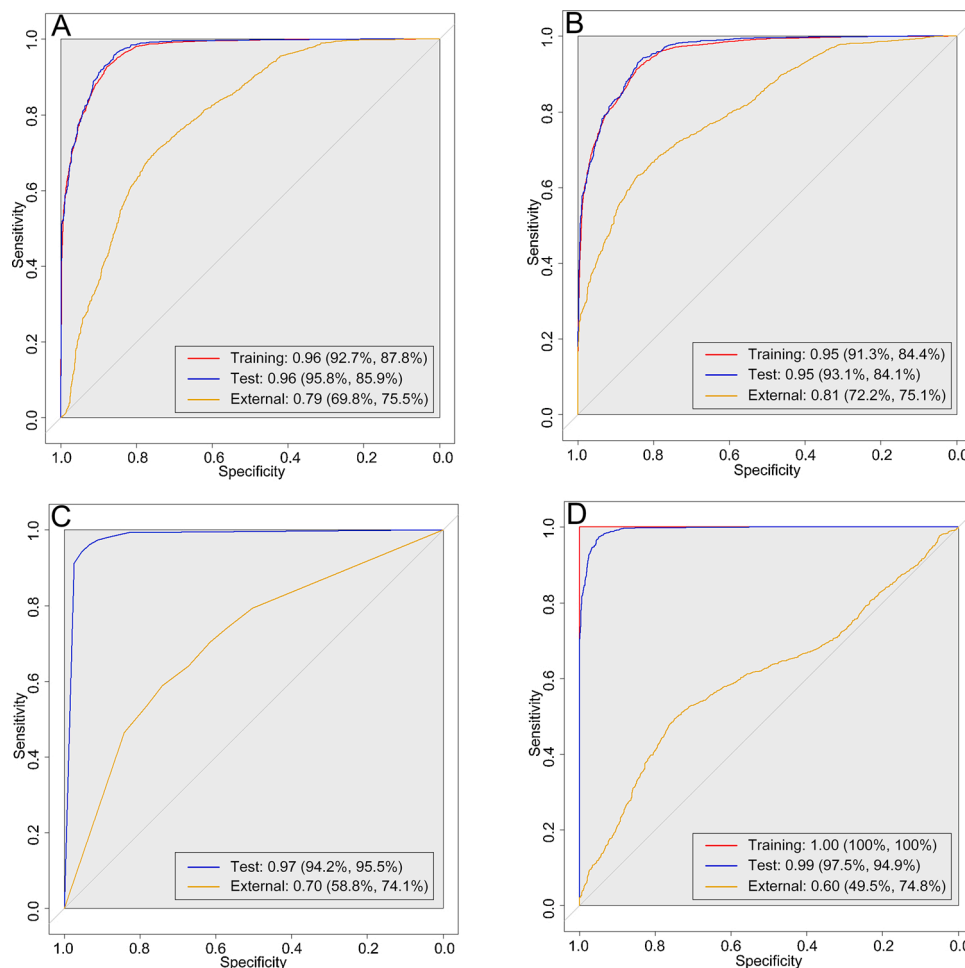 A
1.0
0.8
0.6
0.4
0.2
0.0
Sensitivity
Training: 0.96 (92.7%, 87.8%)
Test: 0.96 (95.8%, 85.9%)
External: 0.79 (69.8%, 75.5%)
1.0 0.8 0.6 0.4 0.2 0.0
Specificity
B
1.0
0.8
0.6
0.4
0.2
0.0
Sensitivity
Training: 0.95 (91.3%, 84.4%)
Test: 0.95 (93.1%, 84.1%)
External: 0.81 (72.2%, 75.1%)
1.0 0.8 0.6 0.4 0.2 0.0
Specificity
C
1.0
0.8
0.6
0.4
0.2
0.0
Sensitivity
Test: 0.97 (94.2%, 95.5%)
External: 0.70 (58.8%, 74.1%)
1.0 0.8 0.6 0.4 0.2 0.0
Specificity
D
1.0
0.8
0.6
0.4
0.2
0.0
Sensitivity
Training: 1.00 (100%, 100%)
Test: 0.99 (97.5%, 94.9%)
External: 0.60 (49.5%, 74.8%)
1.0 0.8 0.6 0.4 0.2 0.0
Specificity